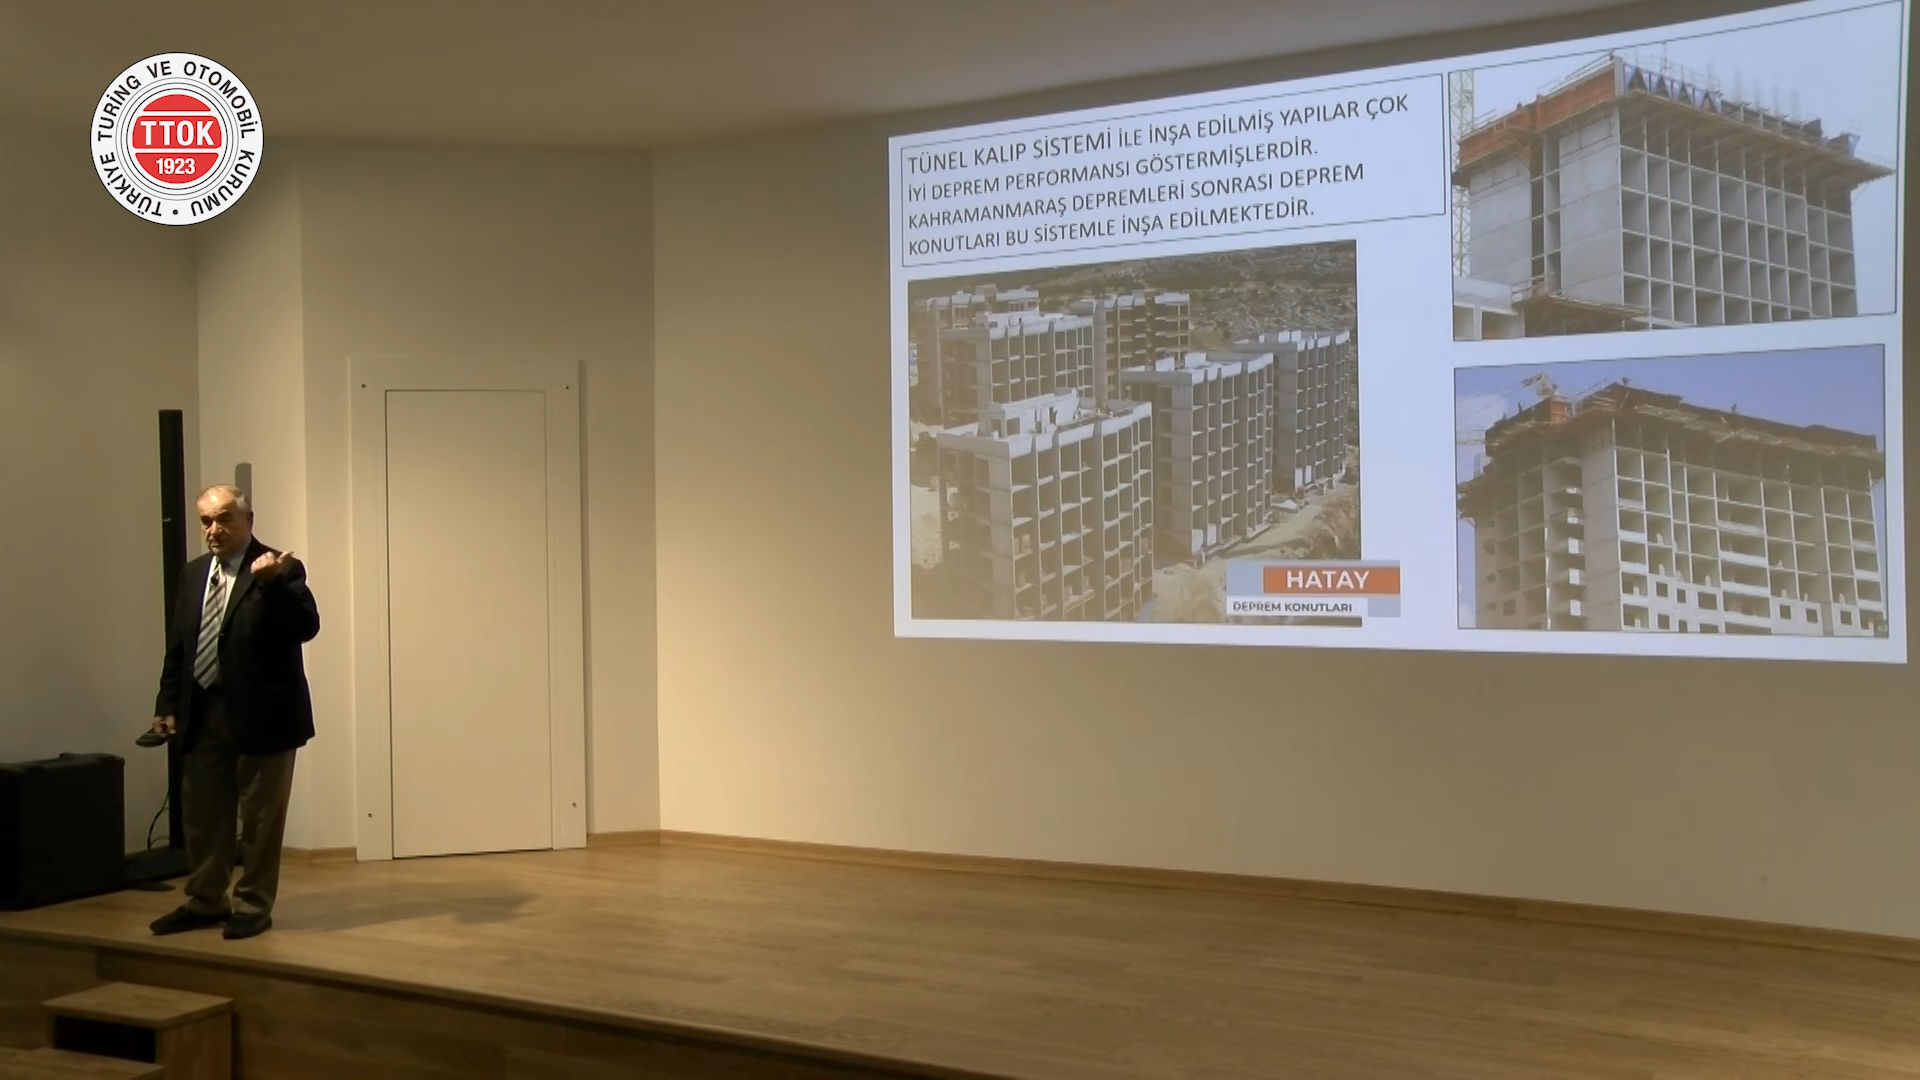 TÜRKİYE TURİNG VE OTOMOBİL KURUMU •
TTOK
1923
TÜNEL KALIP SİSTEMİ İLE İNŞA EDİLMİŞ YAPILAR ÇOK
İYİ DEPREM PERFORMANSI GÖSTERMİŞLERDİR.
KAHRAMANMARAŞ DEPREMLERİ SONRASI DEPREM
KONUTLARI BU SİSTEMLE İNŞA EDİLMEKTEDİR.
HATAY
DEPREM KONUTLARI